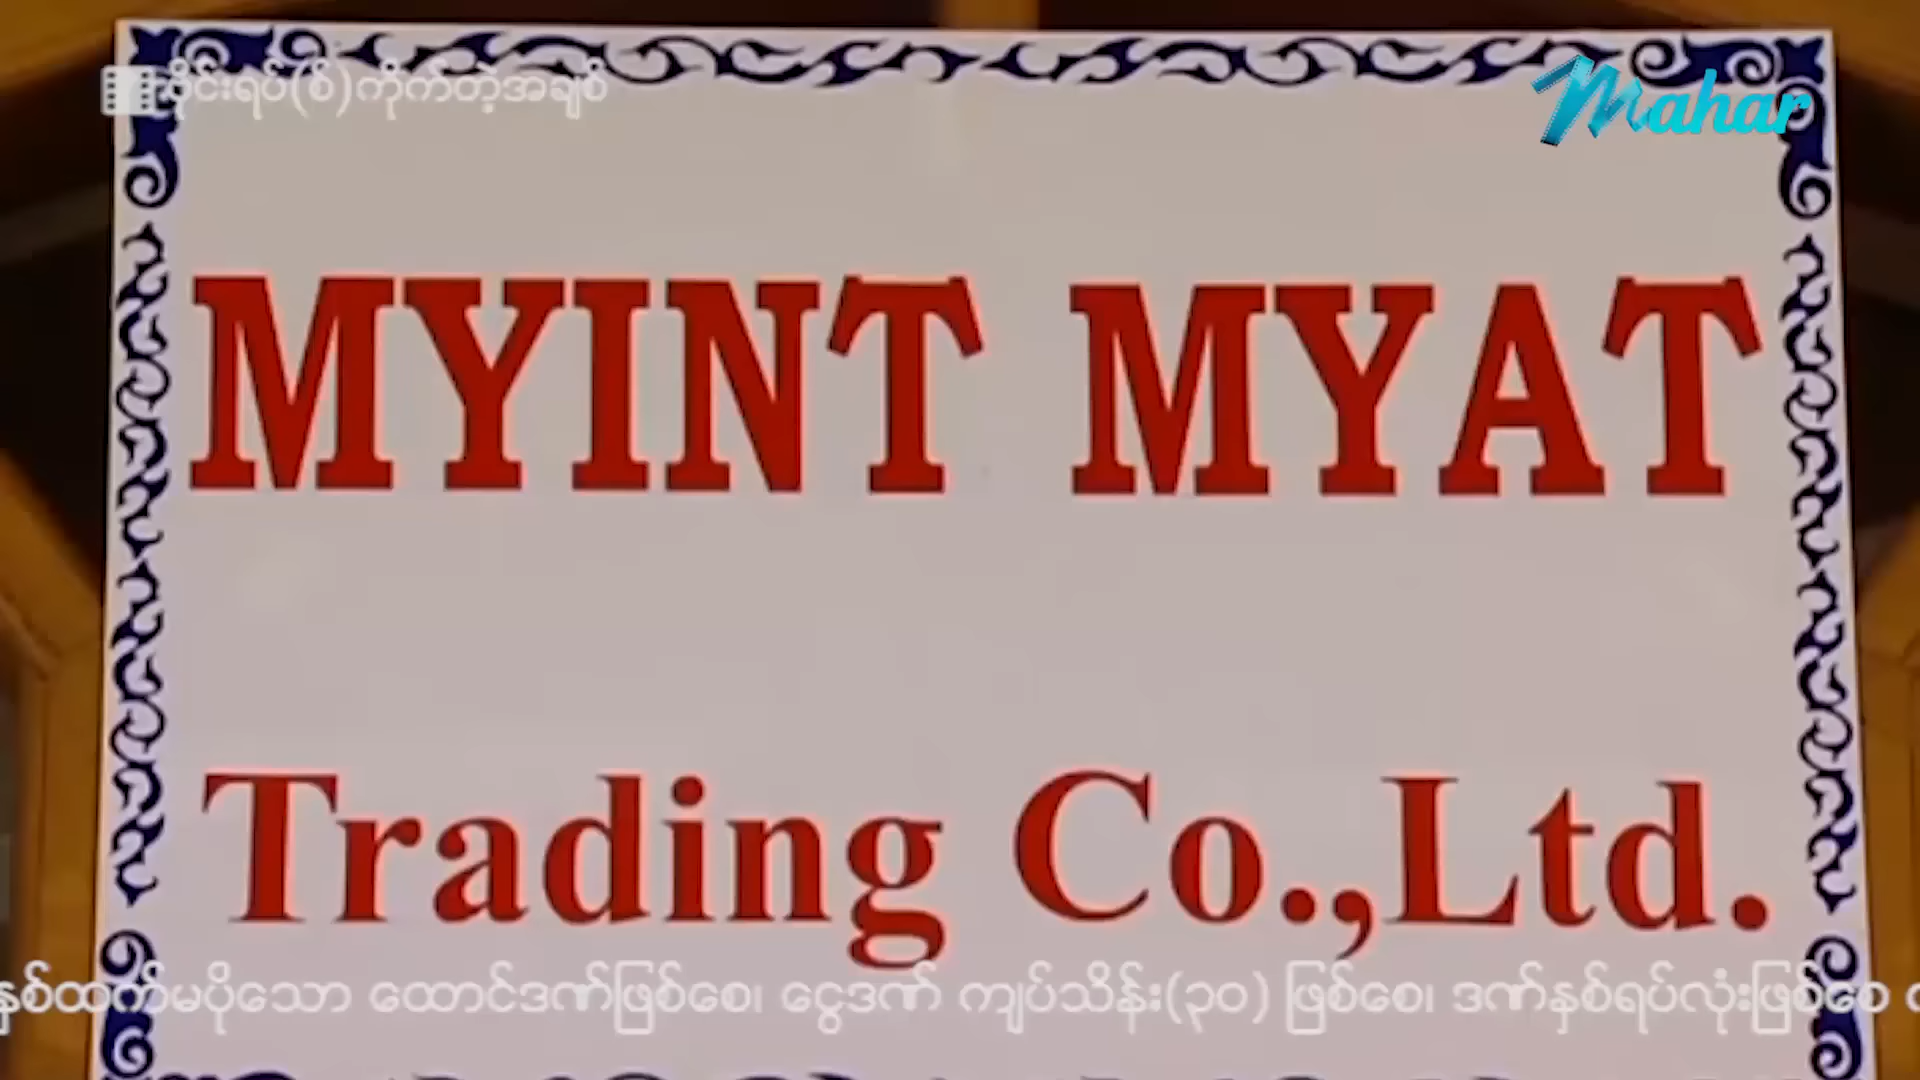 ဝိုင်းရပ်(စ်)ကိုက်တဲ့အချစ်
Mahar
MYINT MYAT
Trading Co.,Ltd.
နှစ်ထက်မပိုသော ထောင်ဒဏ်ဖြစ်စေ၊ ငွေဒဏ် ကျပ်သိန်း(၃၀) ဖြစ်စေ၊ ဒဏ်နှစ်ရပ်လုံးဖြစ်စေ